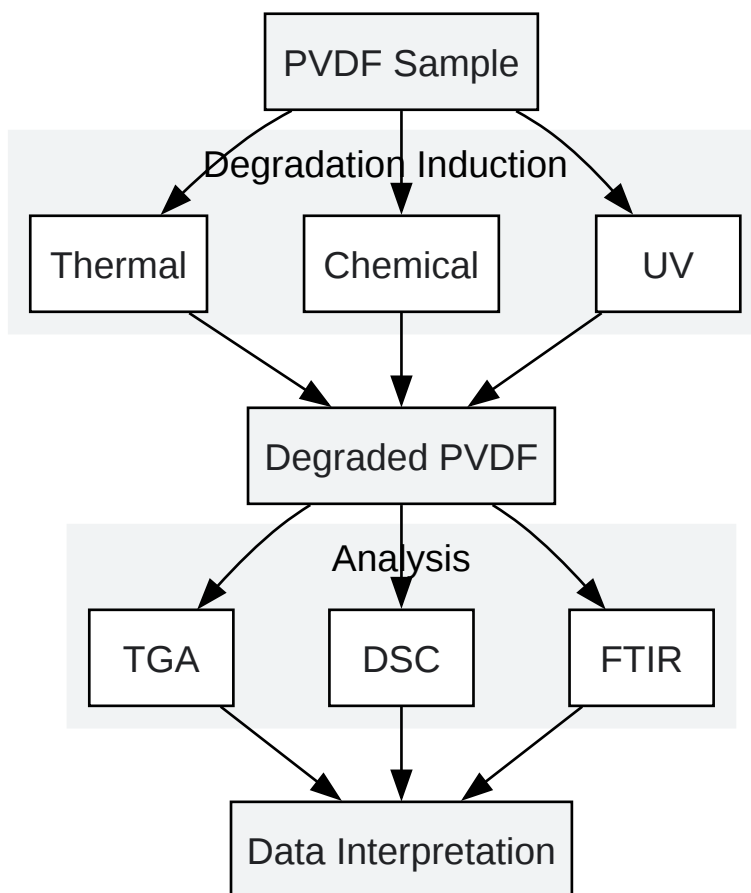 PVDF Sample
Degradation Induction
Thermal
Chemical
UV
Degraded PVDF
Analysis
TGA
DSC
FTIR
Data Interpretation